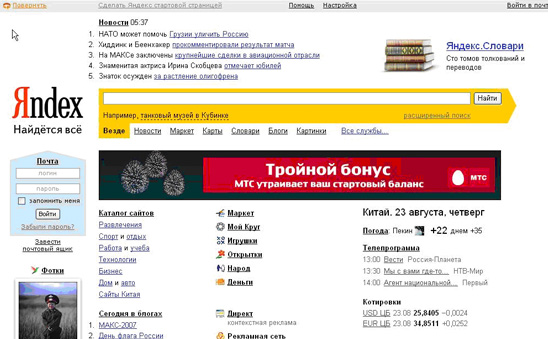 Повернеть
Сделать Яндекс стартовой страницей
Помощь
Настройка
Войти в почт
Новости 05:37
1. НАТО может помочь Грузии уличить Россию
2. Хиддинк и Беенхакер прокомментировали результат матча
3. На МАКСе заключены крупнейшие сделки в авиационной отрасли
4. Знаменитая актриса Ирина Скобцева отмечает юбилей
5. Знаток осужден за растление олигофрена
Яндекс.Словари
Сто томов толкований и
переводов
Яndex
Найдётся всё
Найти
Например, танковый музей в Кубинке
расширенный поиск
Везде Новости Маркет Карты Словари Блоги Картинки Все службы...
Почта
логин
пароль
запомнить меня
Войти
Забыли пароль?
Завести
почтовый ящик
Фотки
Тройной бонус
МТС утраивает ваш стартовый баланс
МТС
Каталог сайтов
Развлечения
Спорт и отдых
Работа и учеба
Технологии
Бизнес
Дом и авто
Сайты Китая
Сегодня в блогах
1. МАКС-2007
2. День флага России
Маркет
Мой Круг
Игрушки
Открытки
Народ
Деньги
Директ
контекстная реклама
Рекламная сеть
Китай, 23 августа, четверг
Погода: Пекин +22 днем +35
Телепрограмма
13:00 Вести Россия-Планета
13:30 Мы с вами где-то... НТВ-Мир
14:00 Агент национальной... Первый
Котировки
USD ЦБ 23.08 25,8405 −0,0024
EUR ЦБ 23.08 34,8511 +0,0252